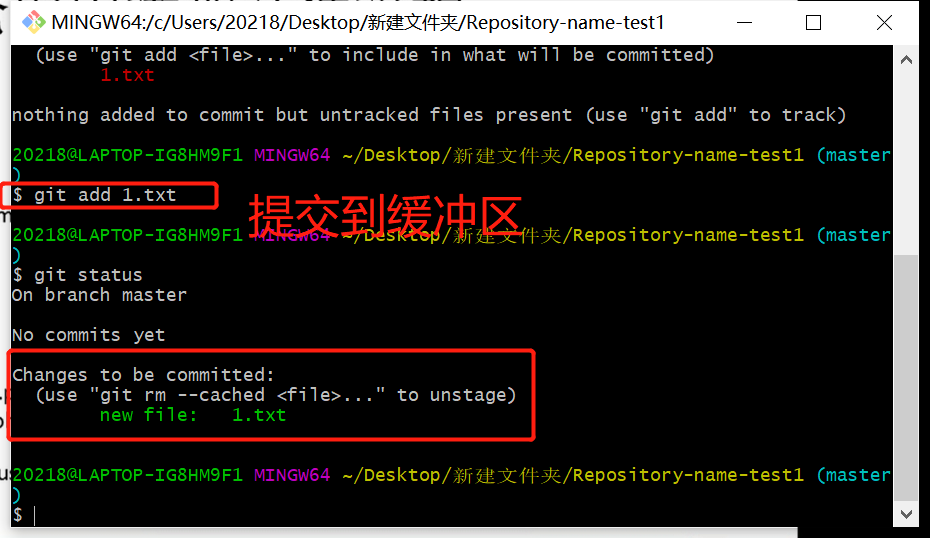 MINGW64:/c/Users/20218/Desktop/新建文件夹/Repository-name-test1
(use "git add <file>..." to include in what will be committed)
1.txt
nothing added to commit but untracked files present (use "git add" to track)
20218@LAPTOP-IG8HM9F1 MINGW64 ~/Desktop/新建文件夹/Repository-name-test1 (master
)
$ git add 1.txt
提交到缓冲区
20218@LAPTOP-IG8HM9F1 MINGW64 ~/Desktop/新建文件夹/Repository-name-test1 (master
)
$ git status
On branch master
No commits yet
Changes to be committed:
(use "git rm --cached <file>..." to unstage)
new file:   1.txt
20218@LAPTOP-IG8HM9F1 MINGW64 ~/Desktop/新建文件夹/Repository-name-test1 (master
)
$